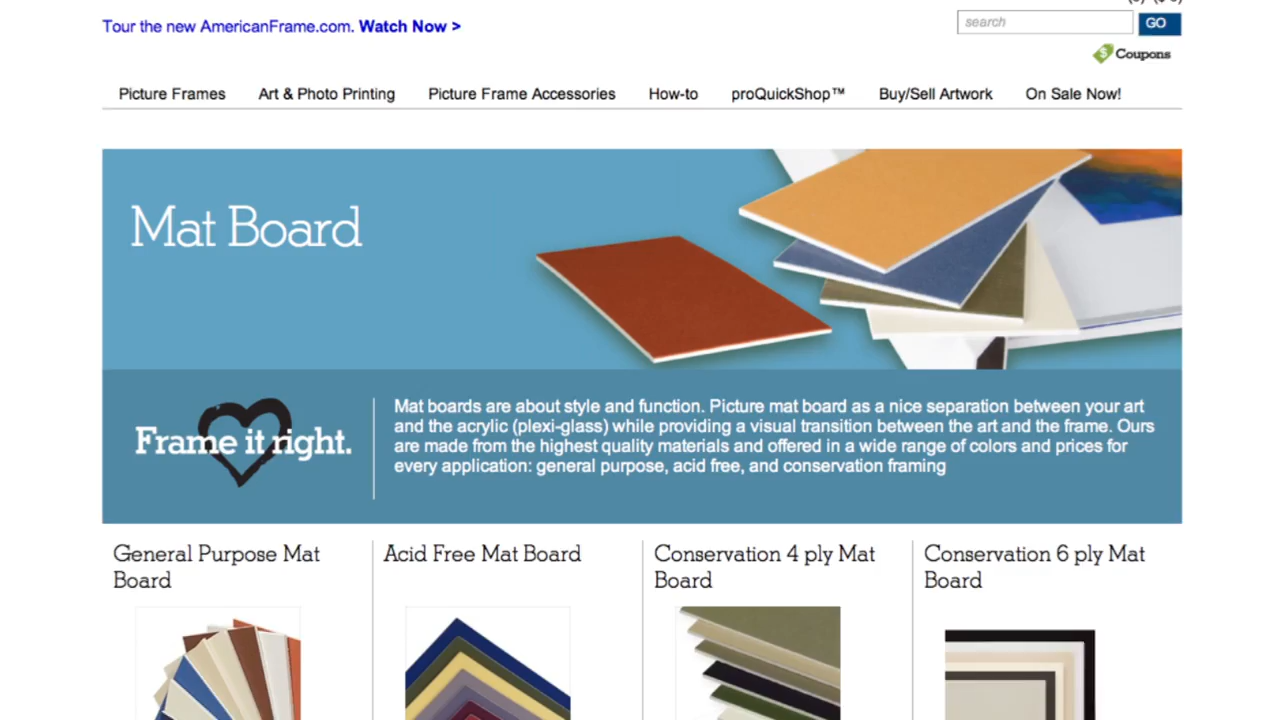 Tour the new AmericanFrame.com. Watch Now >
search GO
Coupons
Picture Frames Art & Photo Printing Picture Frame Accessories How-to proQuickShop™ Buy/Sell Artwork On Sale Now!
Mat Board
Frame it right.
Mat boards are about style and function. Picture mat board as a nice separation between your art
and the acrylic (plexi-glass) while providing a visual transition between the art and the frame. Ours
are made from the highest quality materials and offered in a wide range of colors and prices for
every application: general purpose, acid free, and conservation framing
General Purpose Mat
Board
Acid Free Mat Board
Conservation 4 ply Mat
Board
Conservation 6 ply Mat
Board